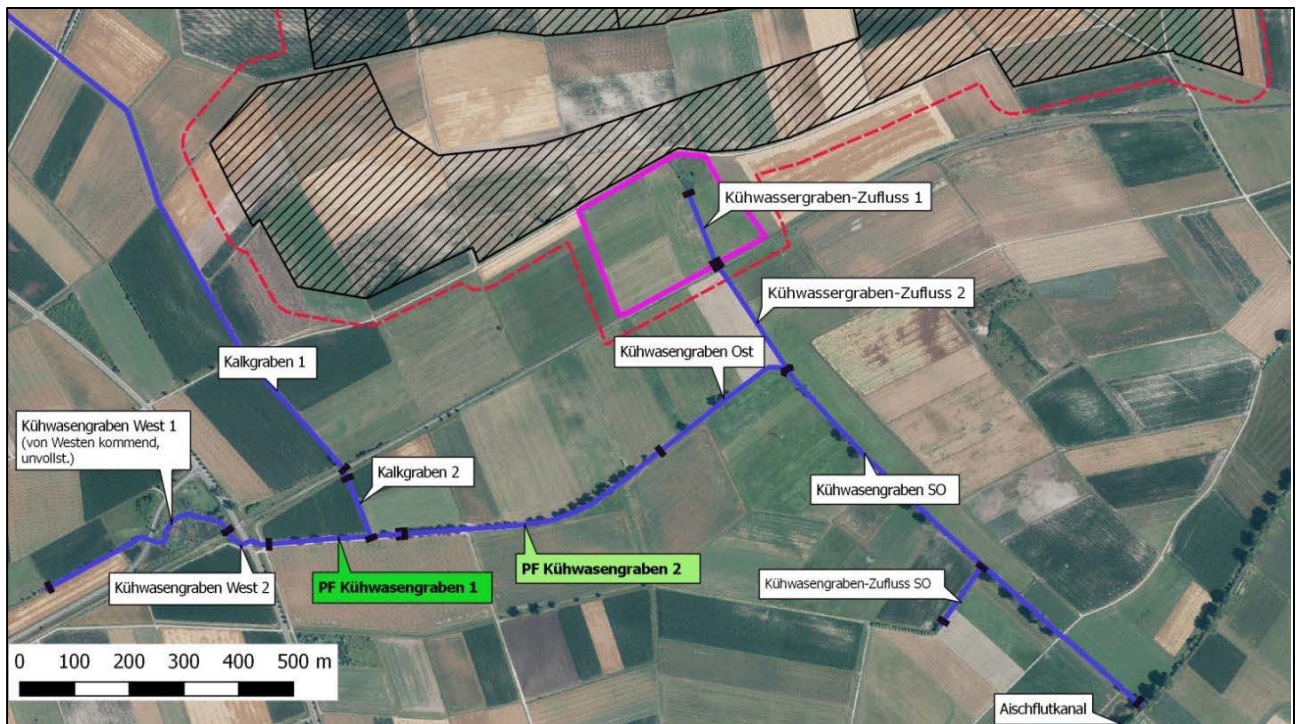 Kühwassergraben-Zufluss 1
Kühwassergraben-Zufluss 2
Kühwasengraben Ost
Kalkgraben 1
Kühwasengraben West 1
(von Westen kommend,
unvollst.)
Kalkgraben 2
Kühwasengraben SO
Kühwasengraben West 2
PF Kühwasengraben 1
PF Kühwasengraben 2
Kühwasengraben-Zufluss SO
0 100 200 300 400 500 m
Aischflutkanal